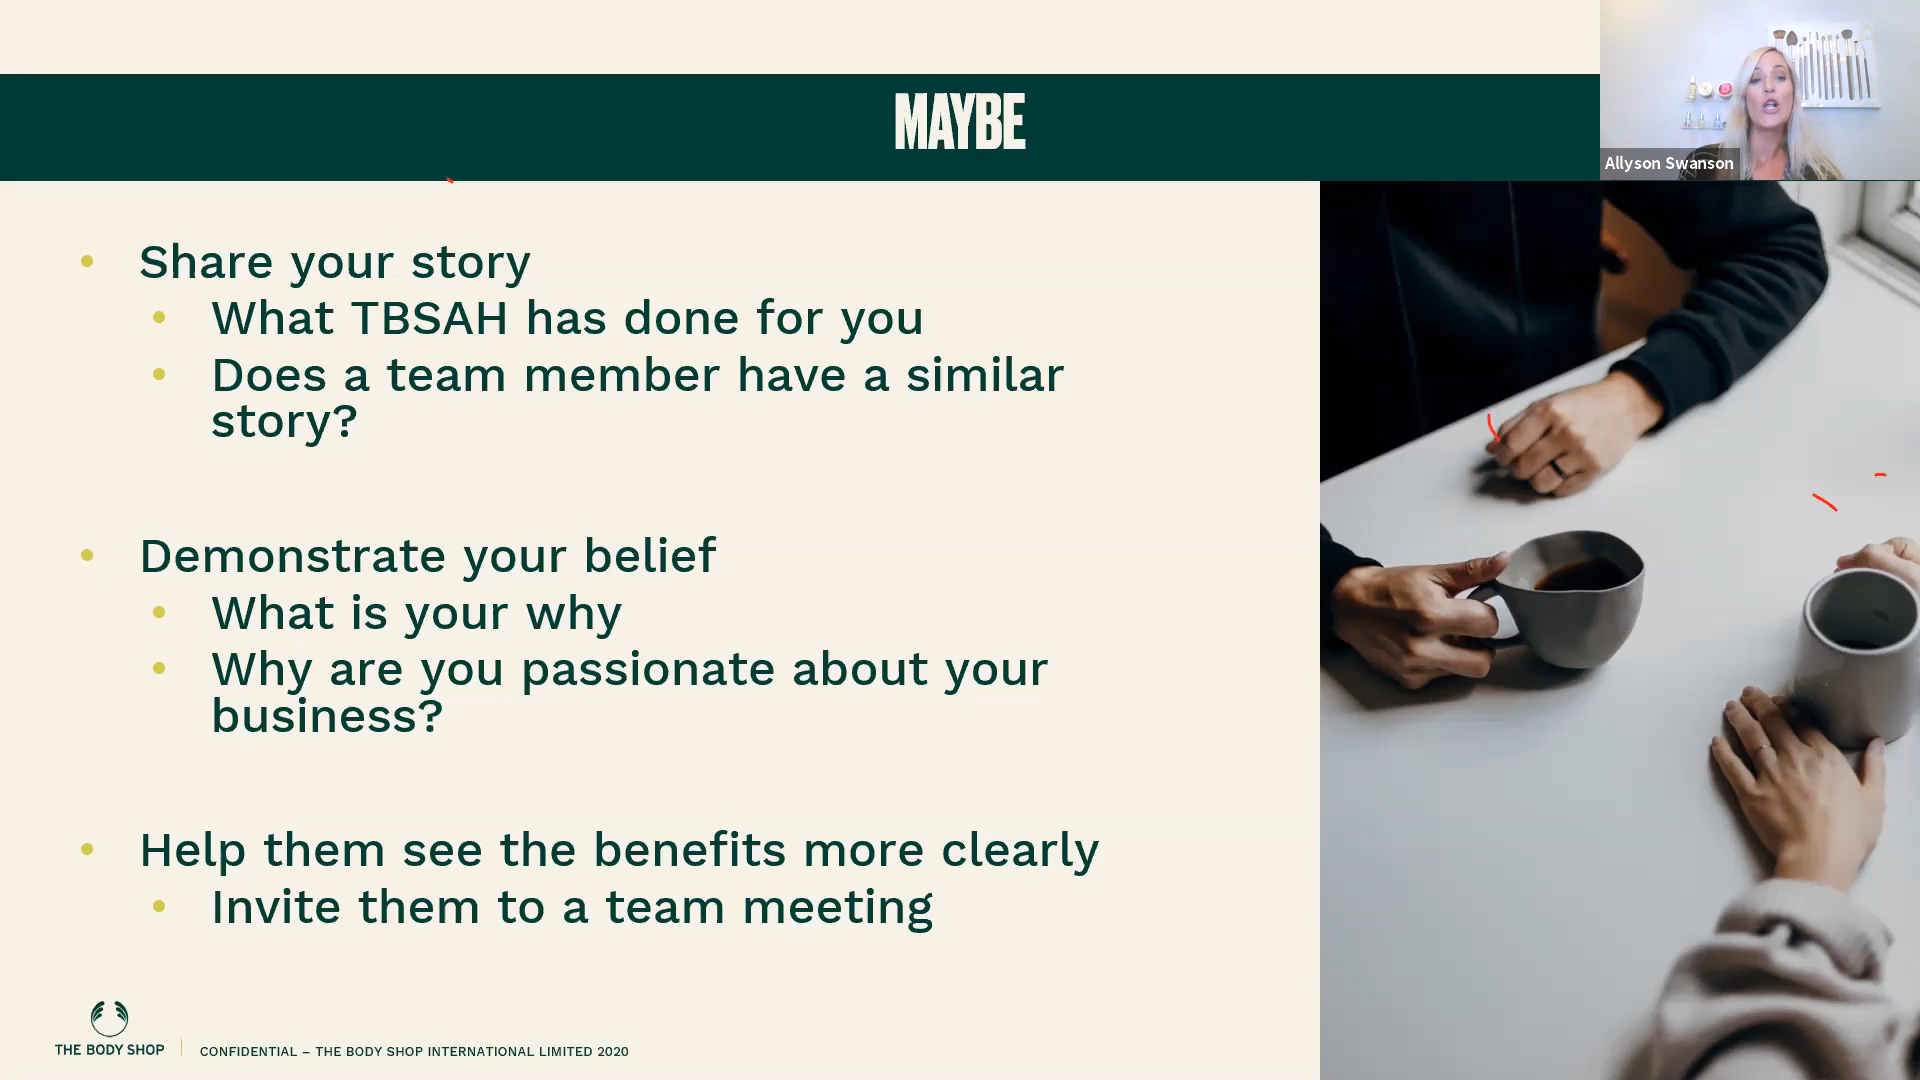 MAYBE
Allyson Swanson
• Share your story
• What TBSAH has done for you
• Does a team member have a similar
story?
• Demonstrate your belief
• What is your why
• Why are you passionate about your
business?
• Help them see the benefits more clearly
• Invite them to a team meeting
THE BODY SHOP
CONFIDENTIAL – THE BODY SHOP INTERNATIONAL LIMITED 2020